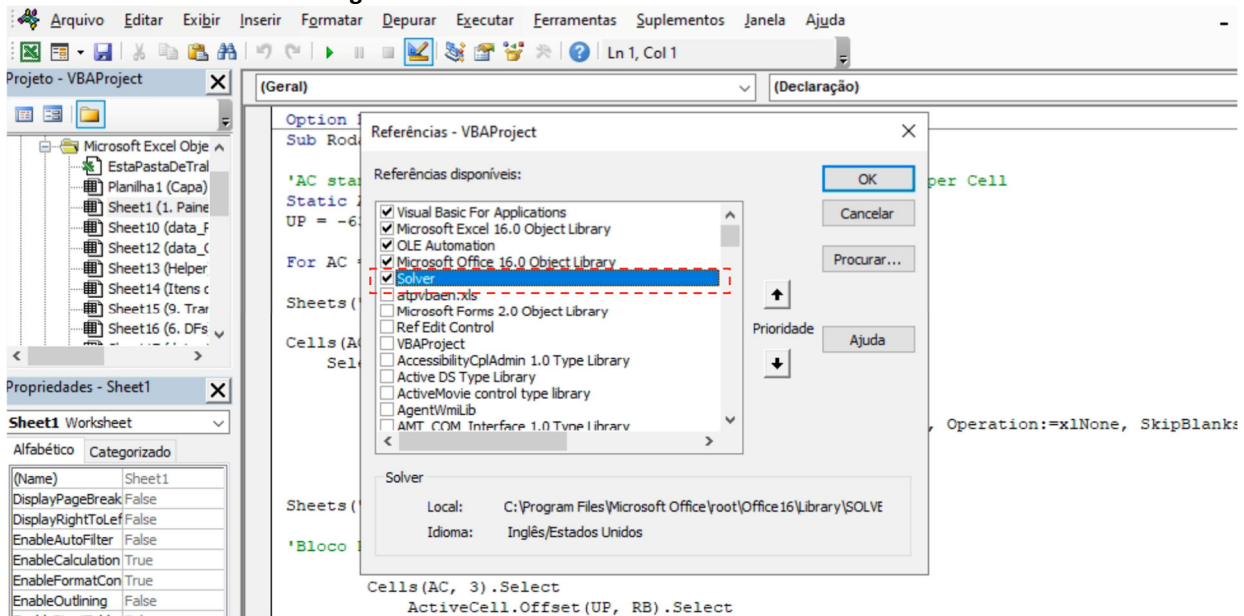 Arquivo Editar Exibir Inserir Formatar Depurar Executar Ferramentas Suplementos Janela Ajuda
Ln 1, Col 1
Projeto - VBAProject
Microsoft Excel Obje
EstaPastaDeTral
Planilha1 (Capa)
Sheet1 (1. Paine
Sheet10 (data_F
Sheet12 (data_(
Sheet13 (Helper
Sheet14 (Itens c
Sheet15 (9. Trar
Sheet16 (6. DFs
Propriedades - Sheet1
Sheet1 Worksheet
Alfabético Categorizado
(Name) Sheet1
DisplayPageBreak False
DisplayRightToLef False
EnableAutoFilter False
EnableCalculation True
EnableFormatCon True
EnableOutlining False
(Geral) (Declaração)
Option
Sub Roda
'AC star per Cell
Static
UP = -6
For AC =
Sheets('
Cells(A
Sele
, Operation:=xlNone, SkipBlanks
Sheets('
'Bloco
Cells(AC, 3).Select
ActiveCell.Offset(UP, RB).Select
Referências - VBAProject
Referências disponíveis:
Visual Basic For Applications
Microsoft Excel 16.0 Object Library
OLE Automation
Microsoft Office 16.0 Object Library
Solver
atpvbaen.xls
Microsoft Forms 2.0 Object Library
Ref Edit Control
VBAProject
AccessibilityCplAdmin 1.0 Type Library
Active DS Type Library
ActiveMovie control type library
AgentWmiLib
AMT_COM_Interface 1.0 Type Library
OK
Cancelar
Procurar...
Prioridade
Ajuda
Solver
Local: C:\Program Files\Microsoft Office\root\Office16\Library\SOLVE
Idioma: Inglês/Estados Unidos